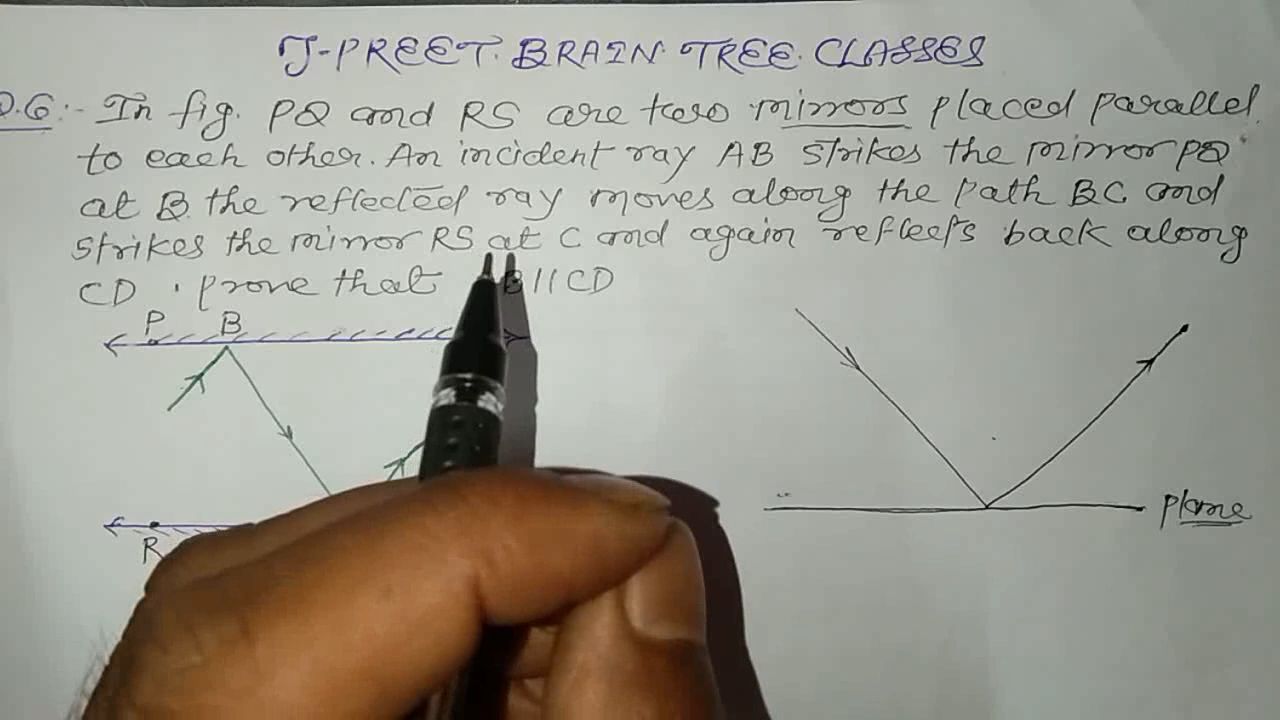 J-PREET BRAIN TREE CLASSES
Q.6:- In fig. PQ and RS are two mirrors placed parallel
to each other. An incident ray AB strikes the mirror PQ
at B. the reflected ray moves along the path BC and
strikes the mirror RS at C and again reflects back along
CD . prove that B || CD
P B
R
plane